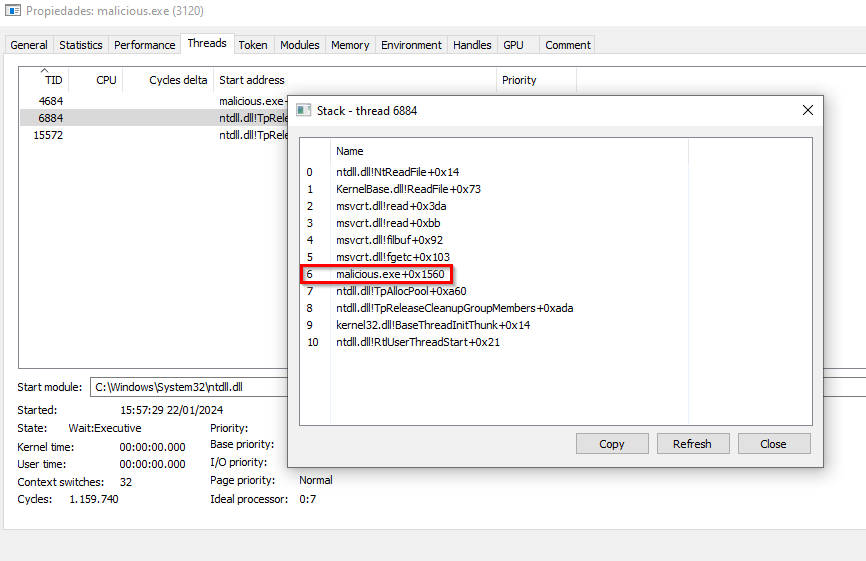 Propiedades: malicious.exe (3120)
General Statistics Performance Threads Token Modules Memory Environment Handles GPU Comment
TID CPU Cycles delta Start address Priority
4684 malicious.exe+
6884 ntdll.dll!TpRele
15572 ntdll.dll!TpRele
Stack - thread 6884
Name
0 ntdll.dll!NtReadFile+0x14
1 KernelBase.dll!ReadFile+0x73
2 msvcrt.dll!read+0x3da
3 msvcrt.dll!read+0xbb
4 msvcrt.dll!filbuf+0x92
5 msvcrt.dll!fgetc+0x103
6 malicious.exe+0x1560
7 ntdll.dll!TpAllocPool+0xa60
8 ntdll.dll!TpReleaseCleanupGroupMembers+0xada
9 kernel32.dll!BaseThreadInitThunk+0x14
10 ntdll.dll!RtlUserThreadStart+0x21
Copy Refresh Close
Start module: C:\Windows\System32\ntdll.dll
Started: 15:57:29 22/01/2024
State: Wait:Executive Priority:
Kernel time: 00:00:00.000 Base priority:
User time: 00:00:00.000 I/O priority:
Context switches: 32 Page priority: Normal
Cycles: 1.159.740 Ideal processor: 0:7